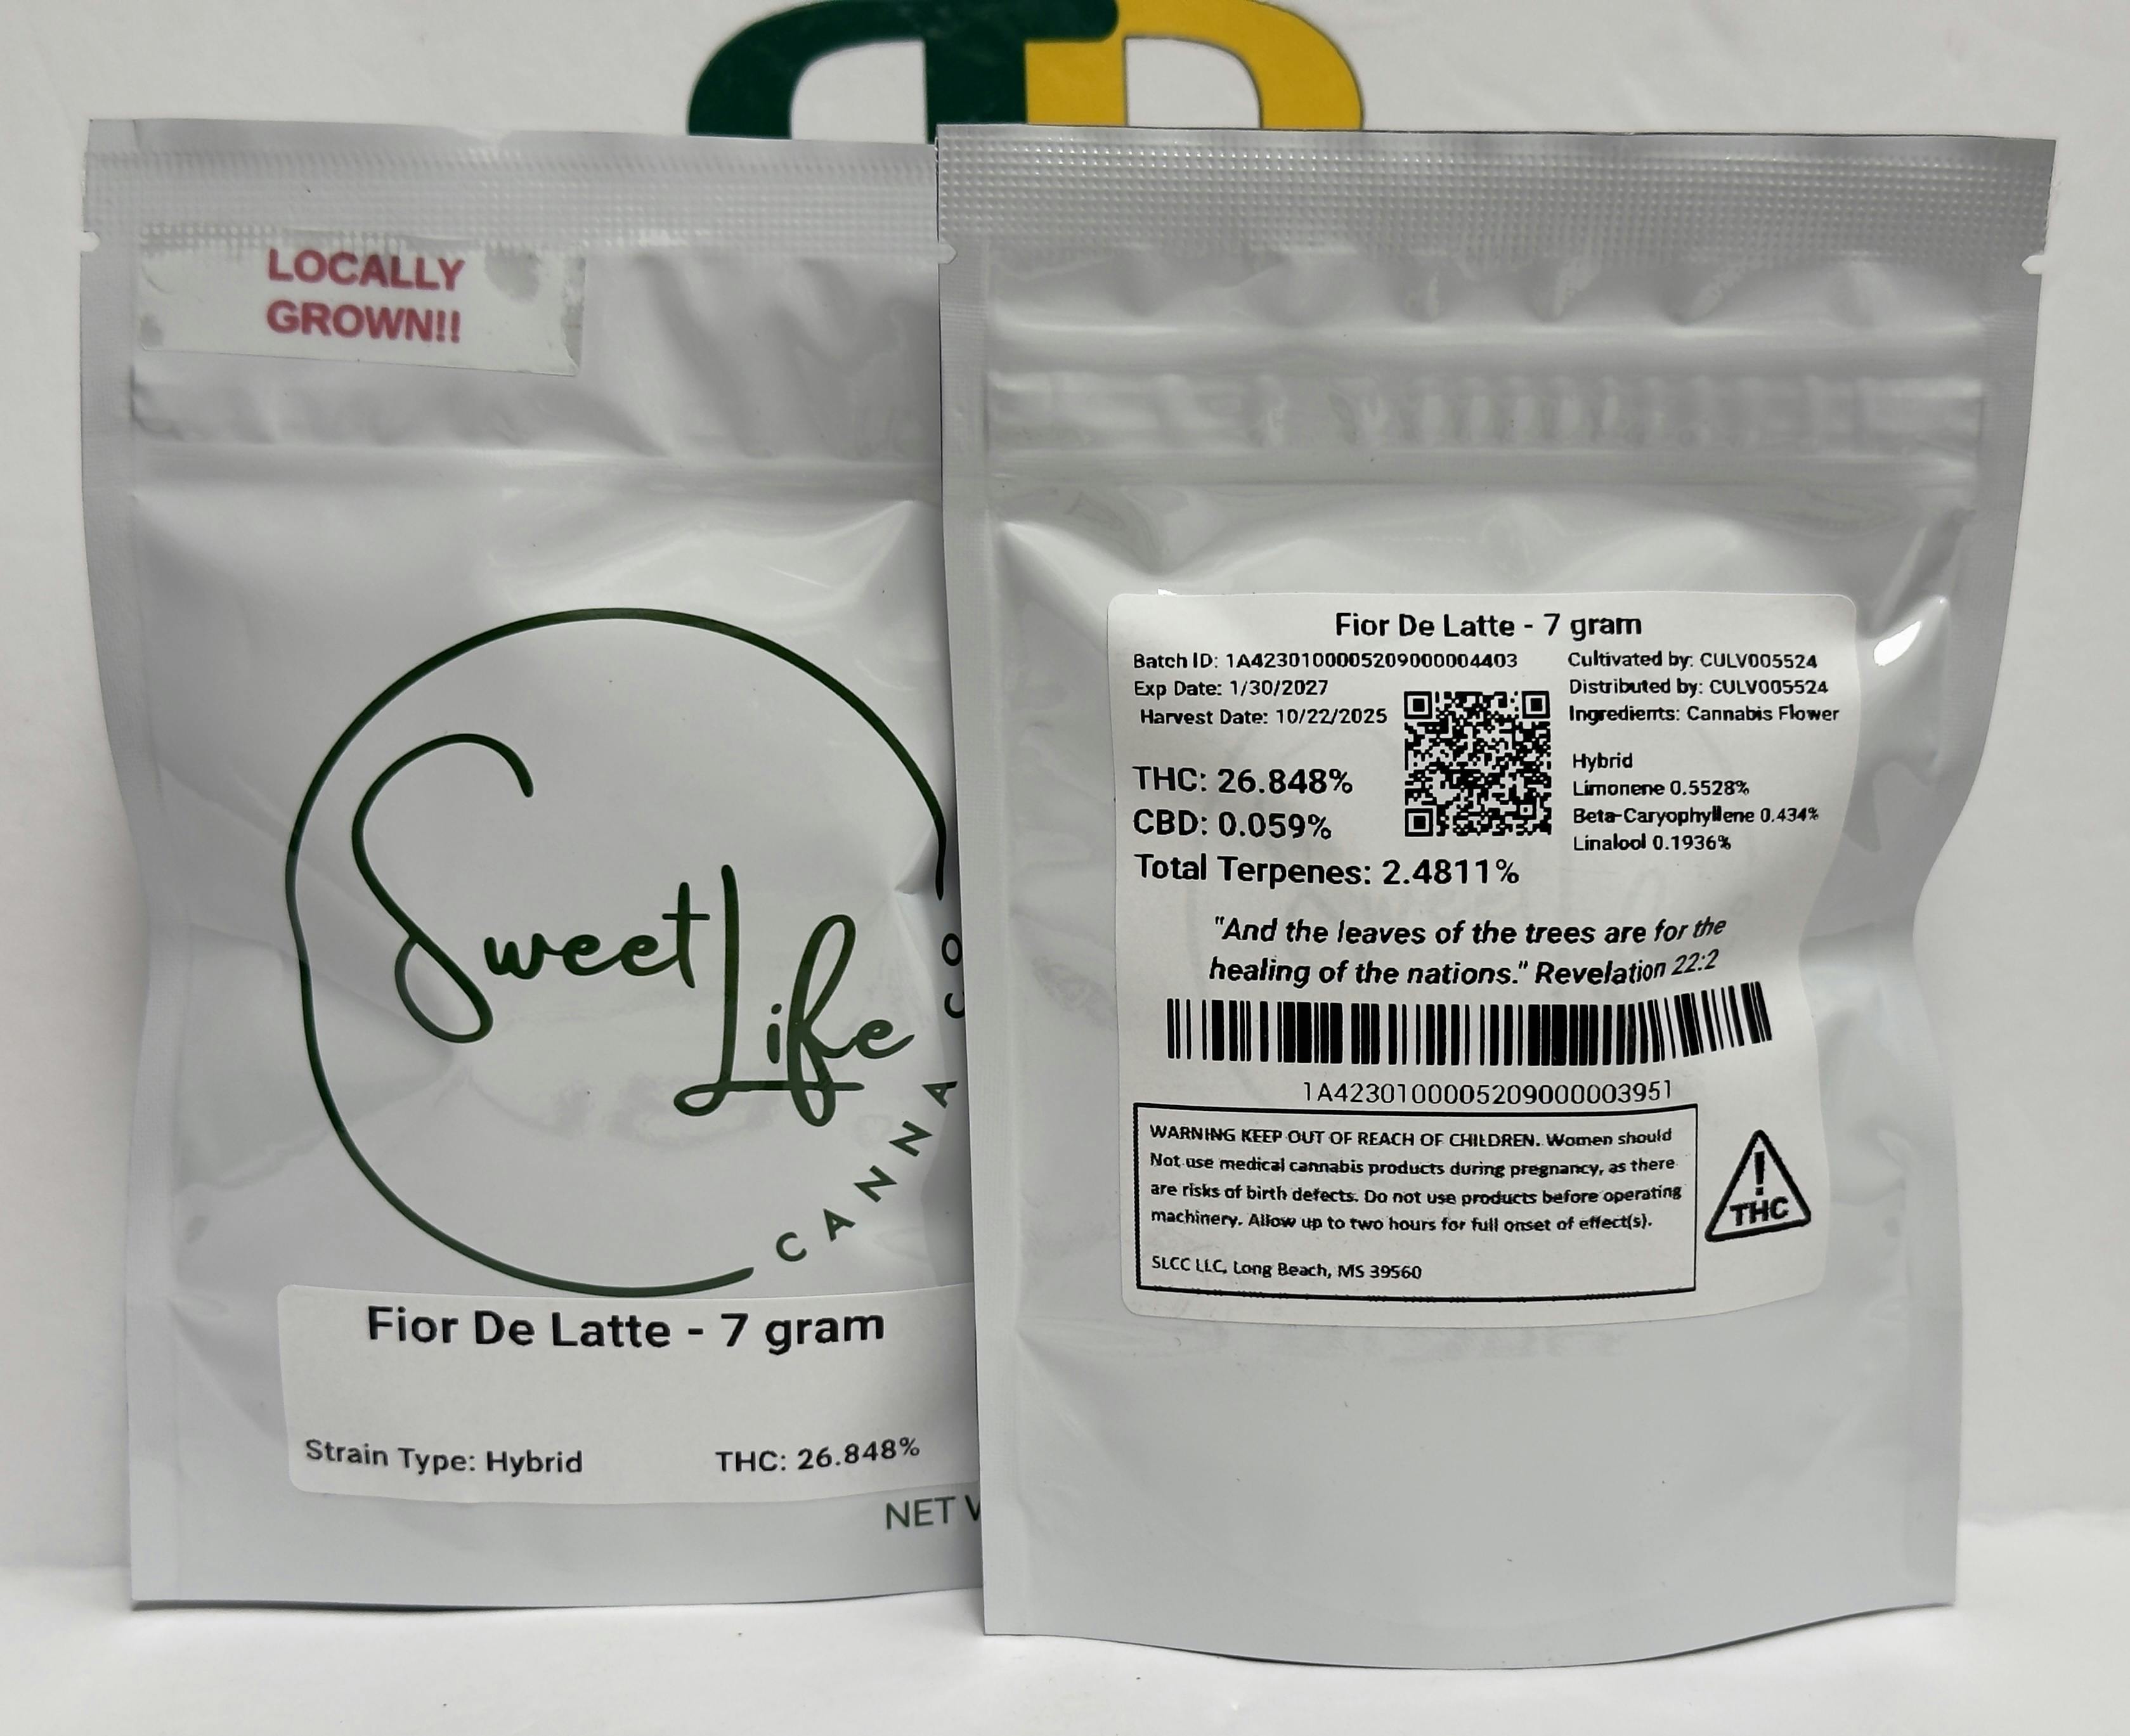 LOCALLY
GROWN!!
Sweet
Life
CANNA CO
Fior De Latte - 7 gram
Strain Type: Hybrid
THC: 26.848%
NET
Fior De Latte - 7 gram
Batch ID: 1A4230100005209000004403
Exp Date: 1/30/2027
Harvest Date: 10/22/2025
THC: 26.848%
CBD: 0.059%
Total Terpenes: 2.4811%
Cultivated by: CULV005524
Distributed by: CULV005524
Ingredients: Cannabis Flower
Hybrid
Limonene 0.5528%
Beta-Caryophyllene 0.434%
Linalool 0.1936%
"And the leaves of the trees are for the
healing of the nations." Revelation 22:2
1A4230100005209000003951
WARNING KEEP OUT OF REACH OF CHILDREN. Women should
Not use medical cannabis products during pregnancy, as there
are risks of birth defects. Do not use products before operating
machinery. Allow up to two hours for full onset of effect(s).
SLCC LLC, Long Beach, MS 39560
! THC